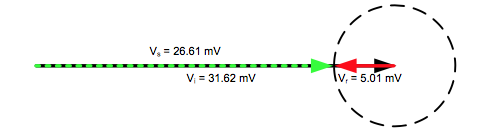 Vₛ = 26.61 mV
Vᵢ = 31.62 mV
Vᵣ = 5.01 mV